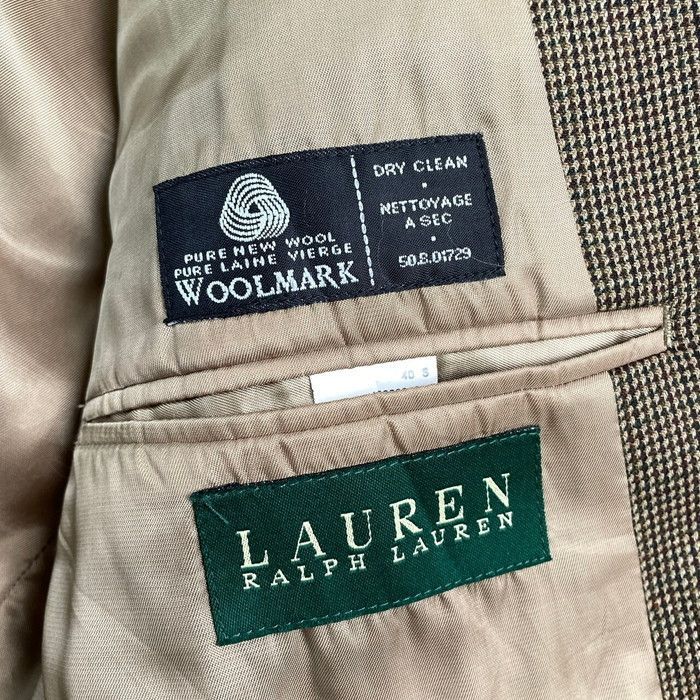 PURE NEW WOOL
PURE LAINE VIERGE
WOOLMARK
DRY CLEAN
•
NETTOYAGE
A SEC
•
50.8.01729
40 S
LAUREN
RALPH LAUREN